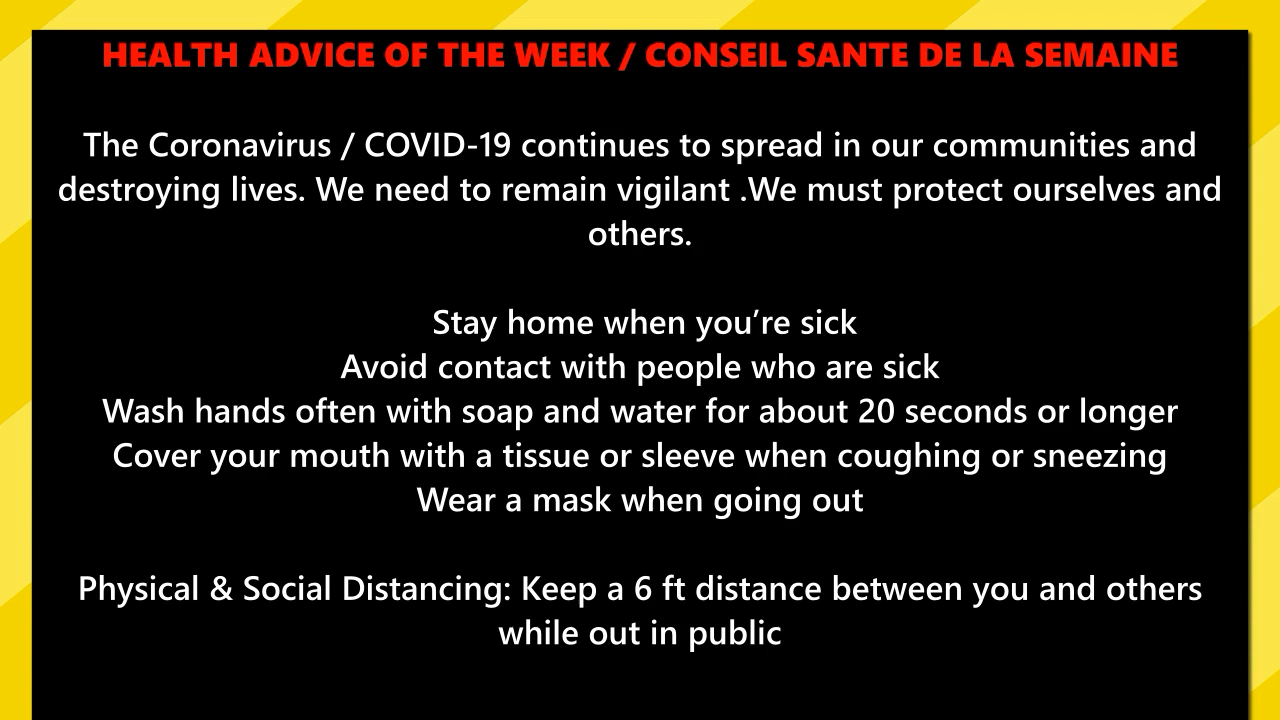 HEALTH ADVICE OF THE WEEK / CONSEIL SANTE DE LA SEMAINE
The Coronavirus / COVID-19 continues to spread in our communities and
destroying lives. We need to remain vigilant .We must protect ourselves and
others.
Stay home when you’re sick
Avoid contact with people who are sick
Wash hands often with soap and water for about 20 seconds or longer
Cover your mouth with a tissue or sleeve when coughing or sneezing
Wear a mask when going out
Physical & Social Distancing: Keep a 6 ft distance between you and others
while out in public